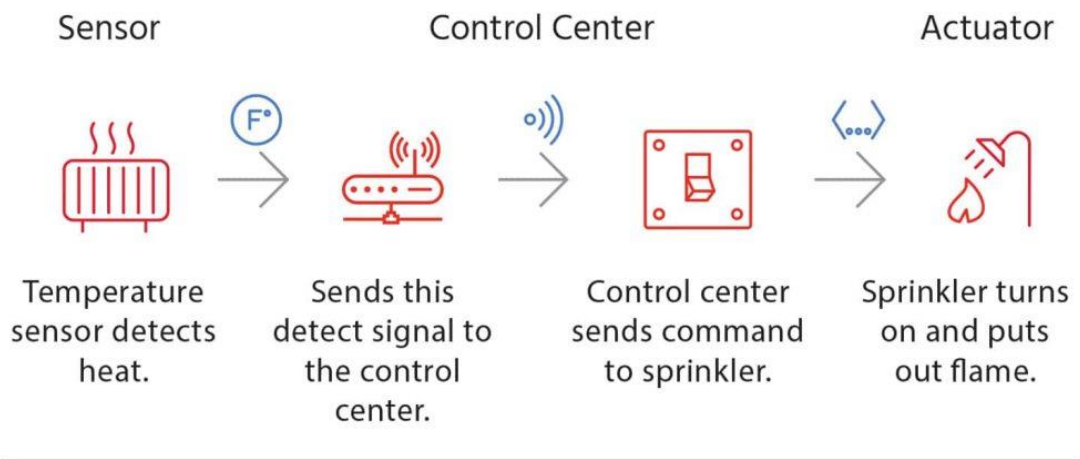 Sensor
Control Center
Actuator
F°
Temperature
sensor detects
heat.
Sends this
detect signal to
the control
center.
Control center
sends command
to sprinkler.
Sprinkler turns
on and puts
out flame.